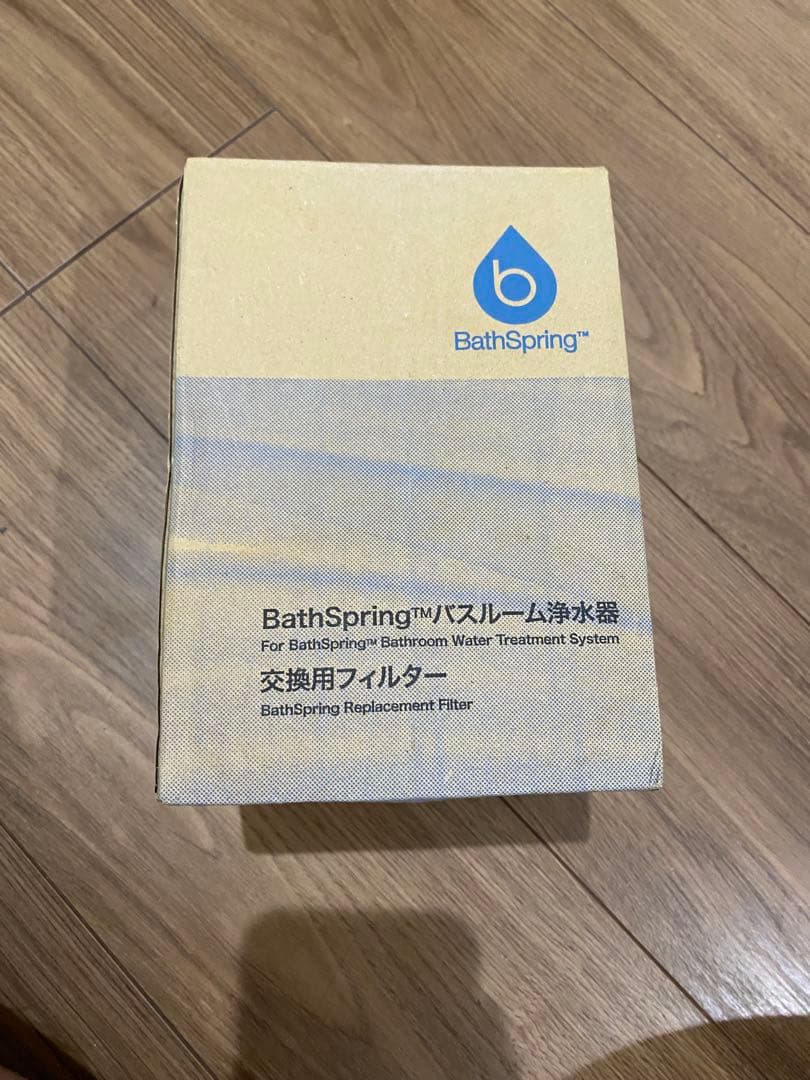 b
BathSpring™
BathSpring™バスルーム浄水器
For BathSpring™ Bathroom Water Treatment System
交換用フィルター
BathSpring Replacement Filter